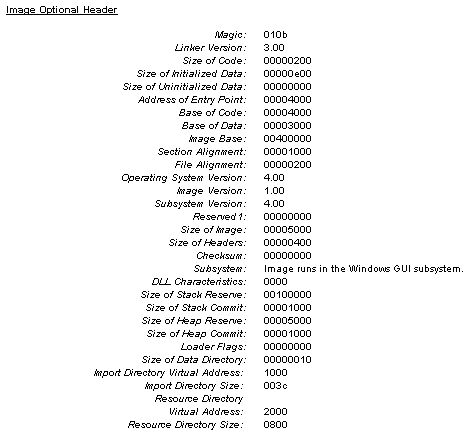 Image Optional Header
Magic: 010b
Linker Version: 3.00
Size of Code: 00000200
Size of Initialized Data: 00000e00
Size of Uninitialized Data: 00000000
Address of Entry Point: 00004000
Base of Code: 00004000
Base of Data: 00003000
Image Base: 00400000
Section Alignment: 00001000
File Alignment: 00000200
Operating System Version: 4.00
Image Version: 1.00
Subsystem Version: 4.00
Reserved1: 00000000
Size of Image: 00005000
Size of Headers: 00000400
Checksum: 00000000
Subsystem: Image runs in the Windows GUI subsystem.
DLL Characteristics: 0000
Size of Stack Reserve: 00100000
Size of Stack Commit: 00001000
Size of Heap Reserve: 00005000
Size of Heap Commit: 00001000
Loader Flags: 00000000
Size of Data Directory: 00000010
Import Directory Virtual Address: 1000
Import Directory Size: 003c
Resource Directory
Virtual Address: 2000
Resource Directory Size: 0800